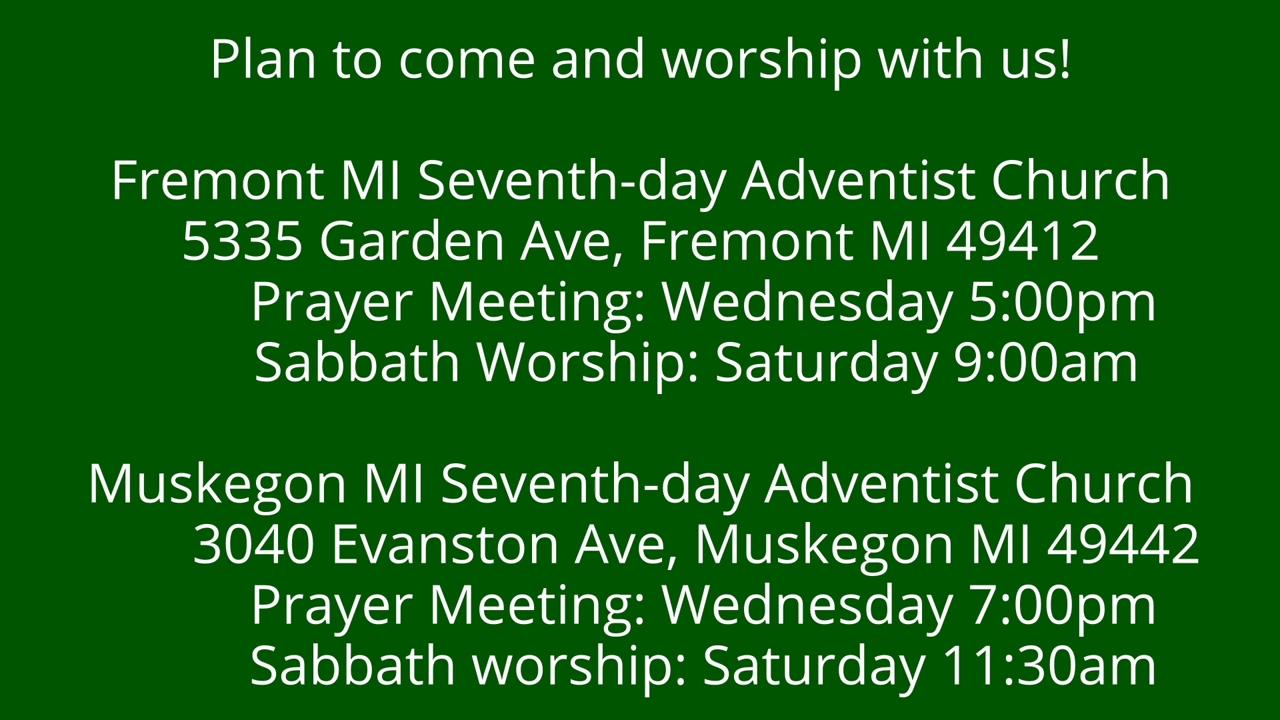 Plan to come and worship with us!
Fremont MI Seventh-day Adventist Church
5335 Garden Ave, Fremont MI 49412
Prayer Meeting: Wednesday 5:00pm
Sabbath Worship: Saturday 9:00am
Muskegon MI Seventh-day Adventist Church
3040 Evanston Ave, Muskegon MI 49442
Prayer Meeting: Wednesday 7:00pm
Sabbath worship: Saturday 11:30am